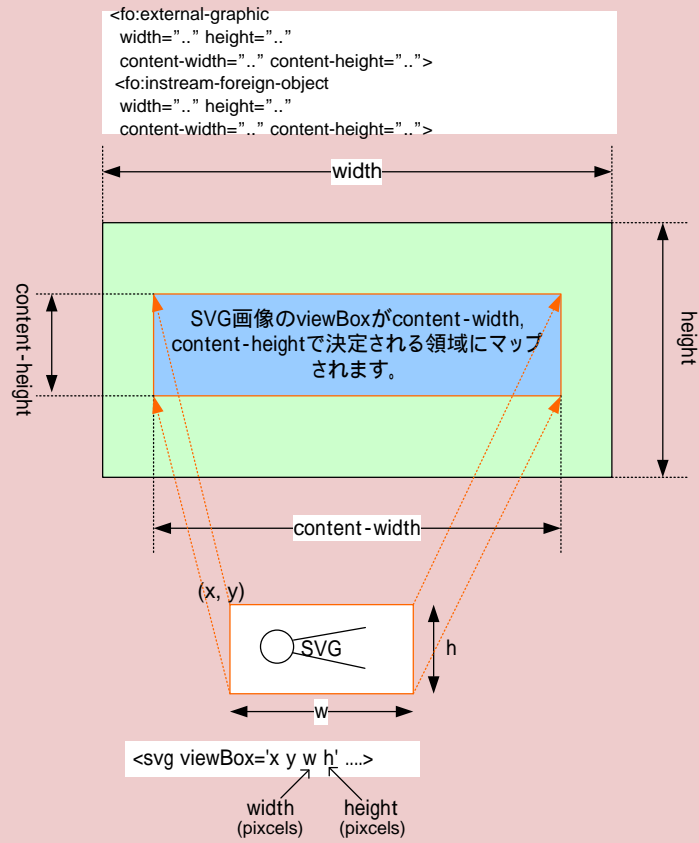 <fo:external-graphic
width=".." height=".."
content-width=".." content-height="..">
<fo:instream-foreign-object
width=".." height=".."
content-width=".." content-height="..">
width
content-height
height
SVG画像のviewBoxがcontent-width,
content-heightで決定される領域にマップ
されます。
content-width
(x, y)
SVG
h
w
<svg viewBox='x y w h' ....>
width height
(pixcels) (pixcels)